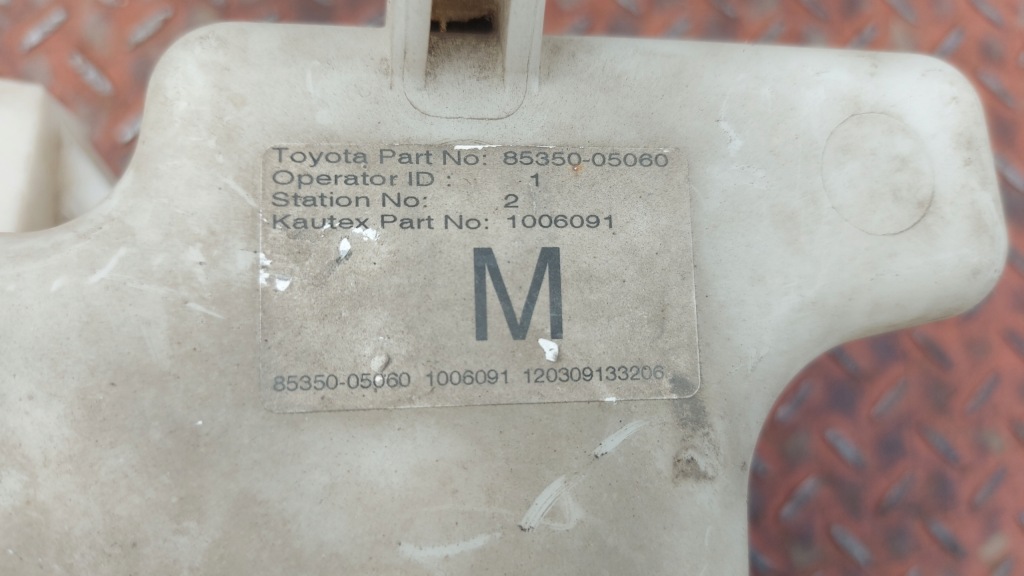 Toyota Part No: 85350-05060
Operator ID : 1
Station No: 2
Kautex Part No: 1006091
M
85350-05060 1006091 120309133206